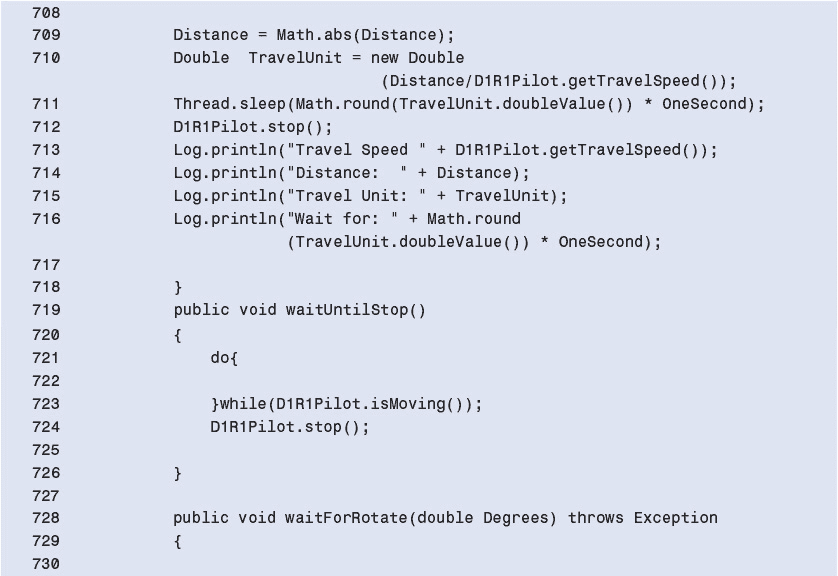 708
709 Distance = Math.abs(Distance);
710 Double  TravelUnit = new Double
(Distance/D1R1Pilot.getTravelSpeed());
711 Thread.sleep(Math.round(TravelUnit.doubleValue()) * OneSecond);
712 D1R1Pilot.stop();
713 Log.println("Travel Speed " + D1R1Pilot.getTravelSpeed());
714 Log.println("Distance:  " + Distance);
715 Log.println("Travel Unit: " + TravelUnit);
716 Log.println("Wait for: " + Math.round
(TravelUnit.doubleValue()) * OneSecond);
717
718 }
719 public void waitUntilStop()
720 {
721 do{
722
723 }while(D1R1Pilot.isMoving());
724 D1R1Pilot.stop();
725
726 }
727
728 public void waitForRotate(double Degrees) throws Exception
729 {
730